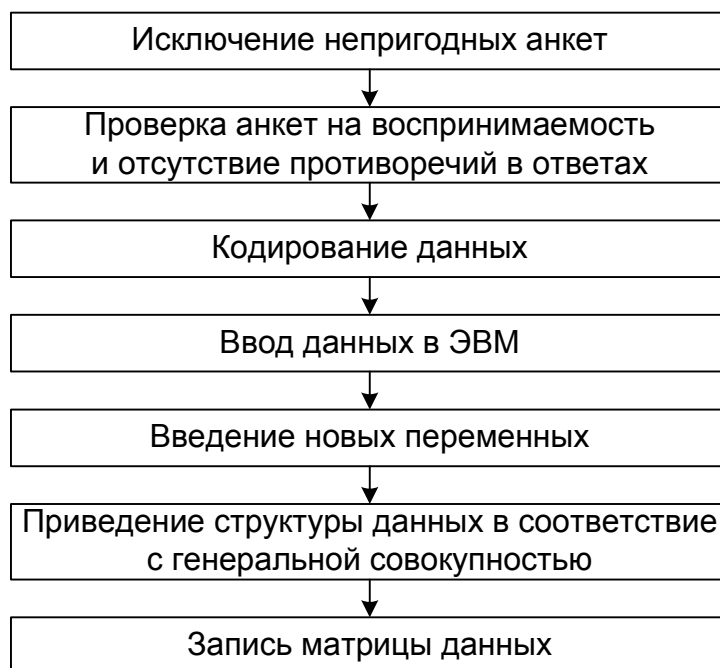 Исключение непригодных анкет
Проверка анкет на воспринимаемость
и отсутствие противоречий в ответах
Кодирование данных
Ввод данных в ЭВМ
Введение новых переменных
Приведение структуры данных в соответствие
с генеральной совокупностью
Запись матрицы данных